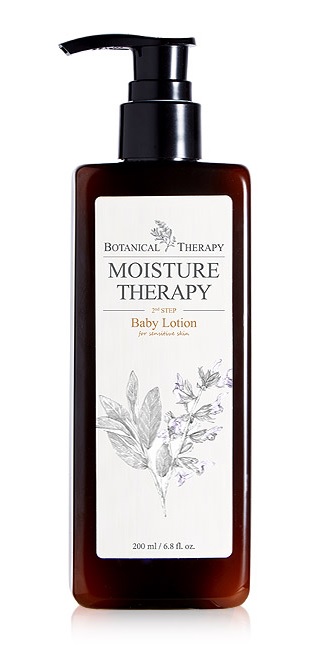 BOTANICAL THERAPY
MOISTURE
THERAPY
2nd STEP
Baby Lotion
for sensitive skin
200 ml / 6.8 fl. oz.